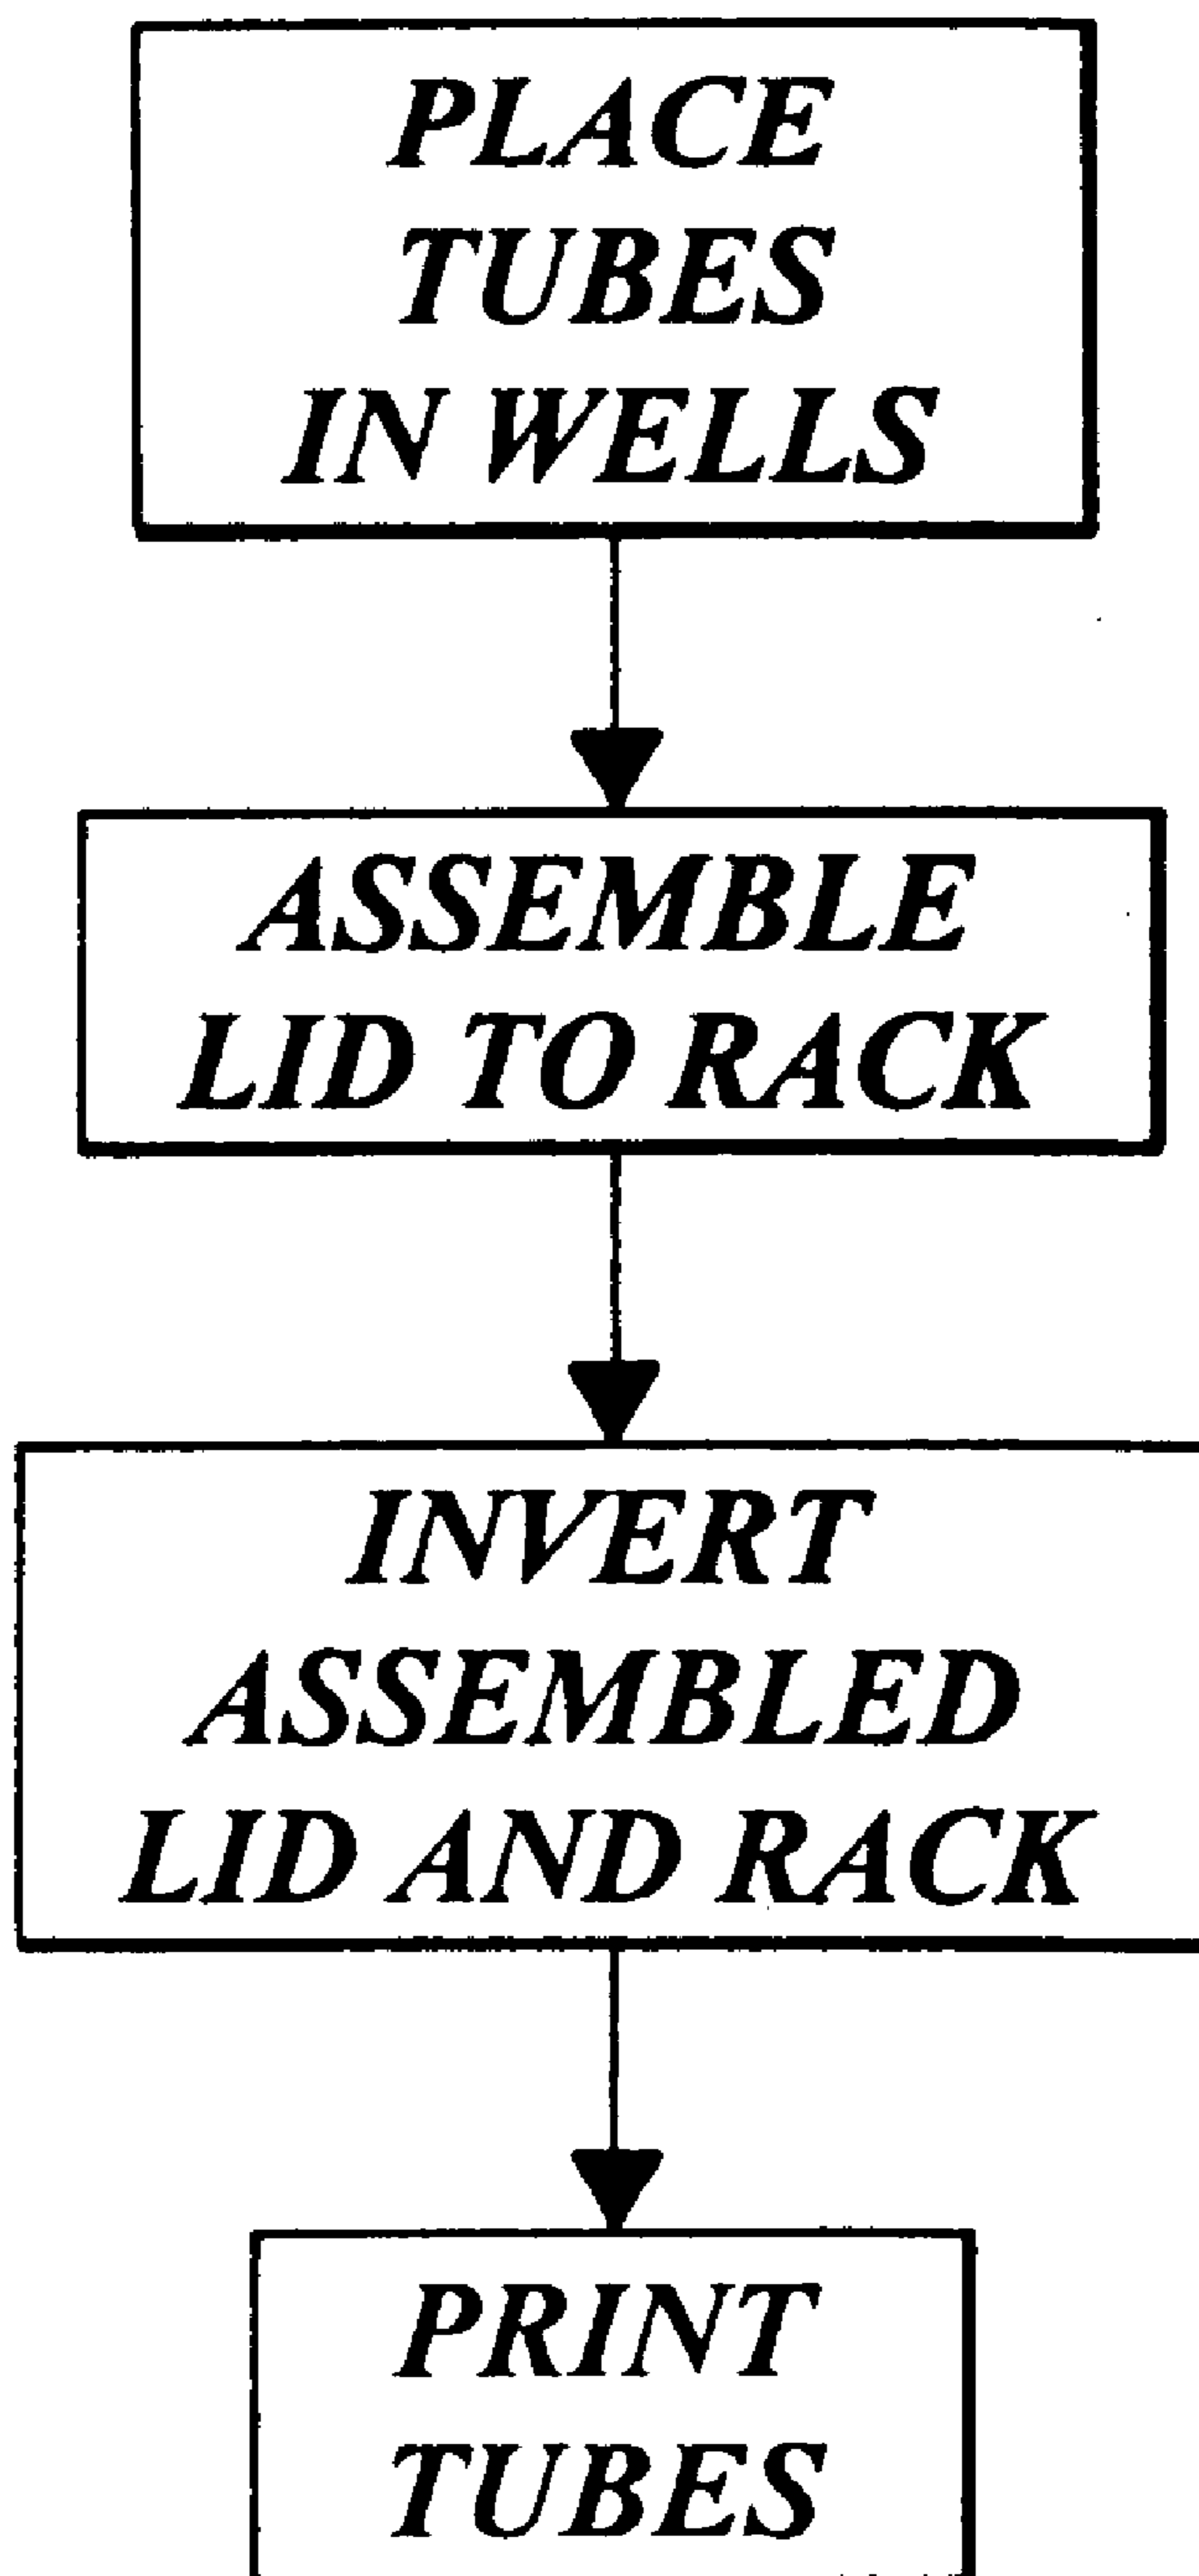 PLACE
TUBES
IN WELLS
ASSEMBLE
LID TO RACK
INVERT
ASSEMBLED
LID AND RACK
PRINT
TUBES